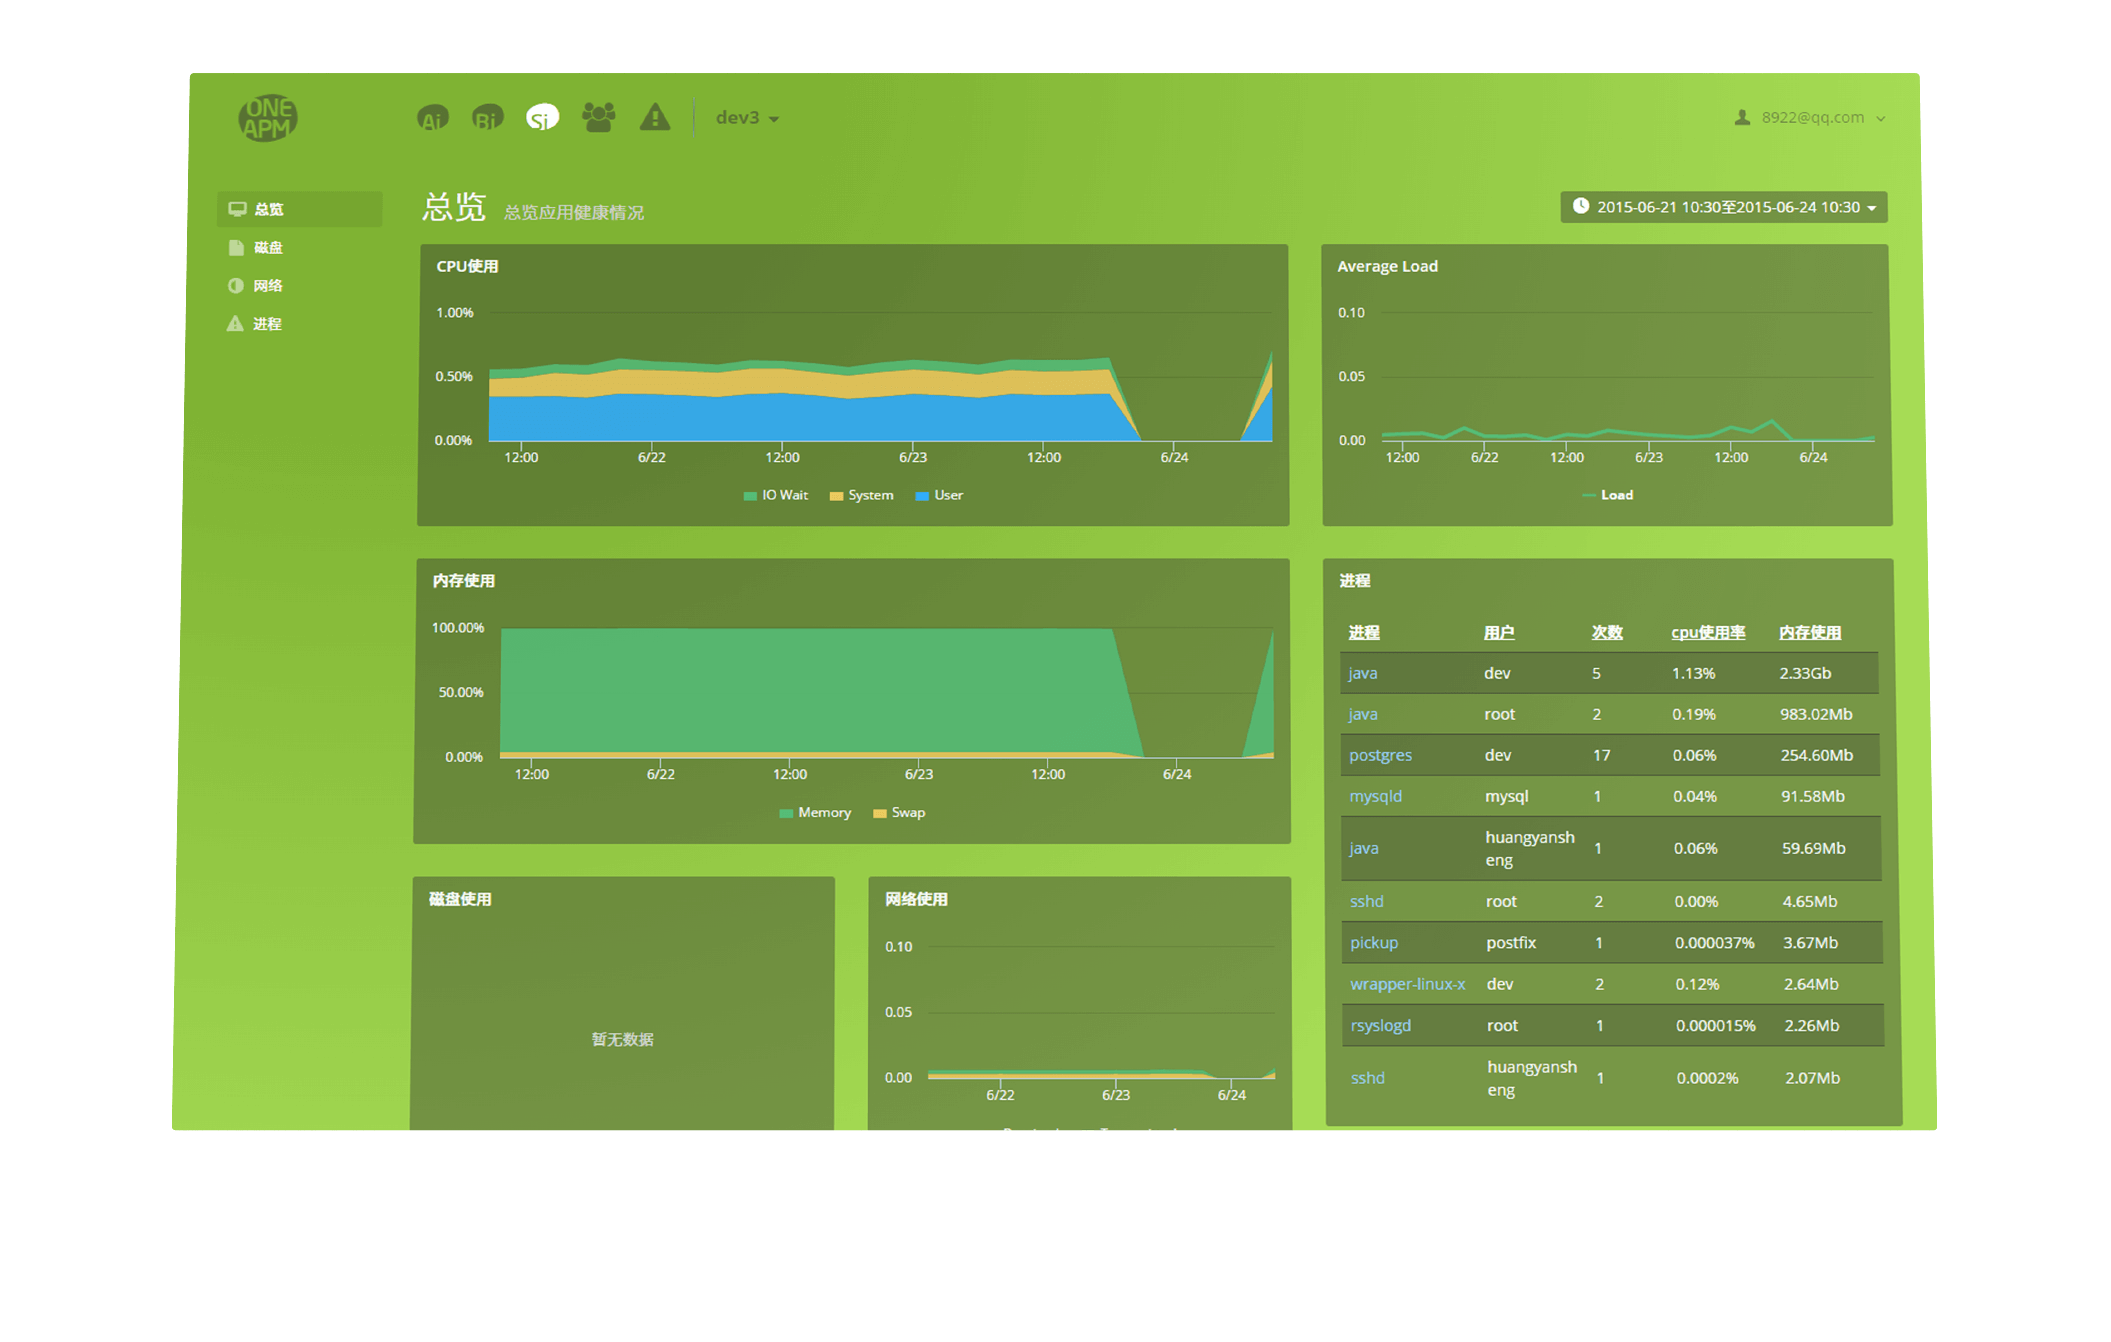 ONE
APM
Ai
Bi
Si
dev3
8922@qq.com
总览
磁盘
网络
进程
总览 总览应用健康情况
2015-06-21 10:30至2015-06-24 10:30
CPU使用
1.00%
0.50%
0.00%
12:00 6/22 12:00 6/23 12:00 6/24
IO Wait System User
Average Load
0.10
0.05
0.00
12:00 6/22 12:00 6/23 12:00 6/24
Load
内存使用
100.00%
50.00%
0.00%
12:00 6/22 12:00 6/23 12:00 6/24
Memory Swap
进程
进程 用户 次数 cpu使用率 内存使用
java dev 5 1.13% 2.33Gb
java root 2 0.19% 983.02Mb
postgres dev 17 0.06% 254.60Mb
mysqld mysql 1 0.04% 91.58Mb
java huangyansh
eng 1 0.06% 59.69Mb
sshd root 2 0.00% 4.65Mb
pickup postfix 1 0.000037% 3.67Mb
wrapper-linux-x dev 2 0.12% 2.64Mb
rsyslogd root 1 0.000015% 2.26Mb
sshd huangyansh
eng 1 0.0002% 2.07Mb
磁盘使用
暂无数据
网络使用
0.10
0.05
0.00
6/22 6/23 6/24